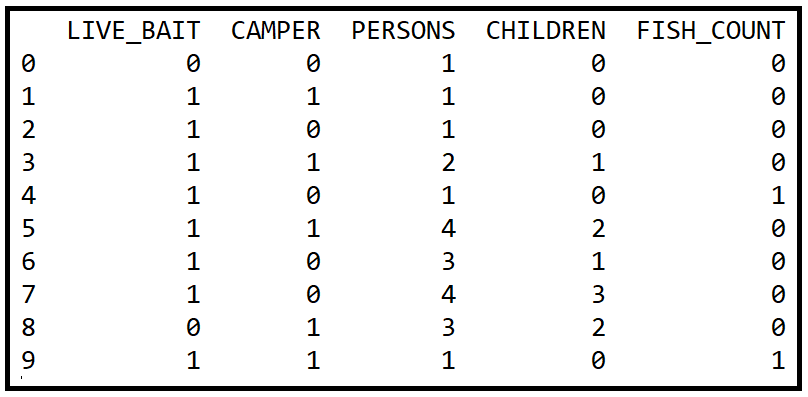 LIVE_BAIT CAMPER PERSONS CHILDREN FISH_COUNT
0 0 0 1 0 0
1 1 1 1 0 0
2 1 0 1 0 0
3 1 1 2 1 0
4 1 0 1 0 1
5 1 1 4 2 0
6 1 0 3 1 0
7 1 0 4 3 0
8 0 1 3 2 0
9 1 1 1 0 1